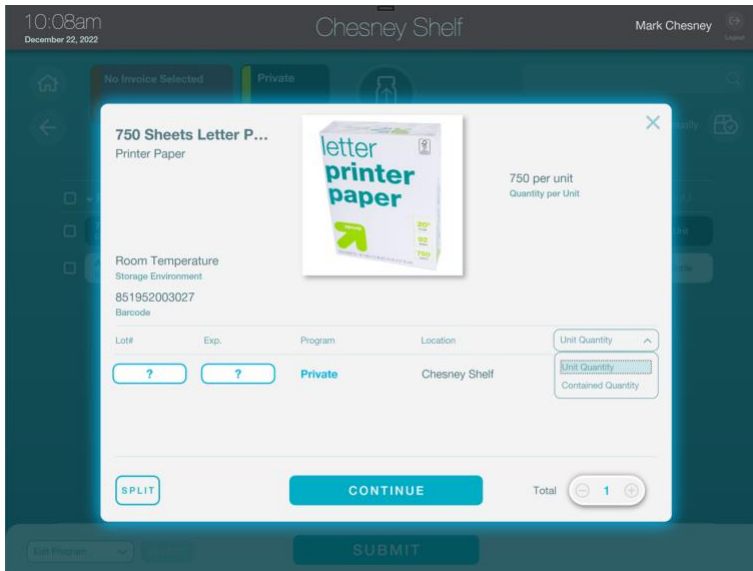 10:08am
December 22, 2022
Chesney Shelf
Mark Chesney
Logout
No Invoice Selected
Private
750 Sheets Letter P...
Printer Paper
letter
printer
paper
750 per unit
Quantity per Unit
Room Temperature
Storage Environment
851952003027
Barcode
Lot#
Exp.
Program
Location
Unit Quantity
?
?
Private
Chesney Shelf
Unit Quantity
Contained Quantity
SPLIT
CONTINUE
Total
1
Exit Program
SUBMIT